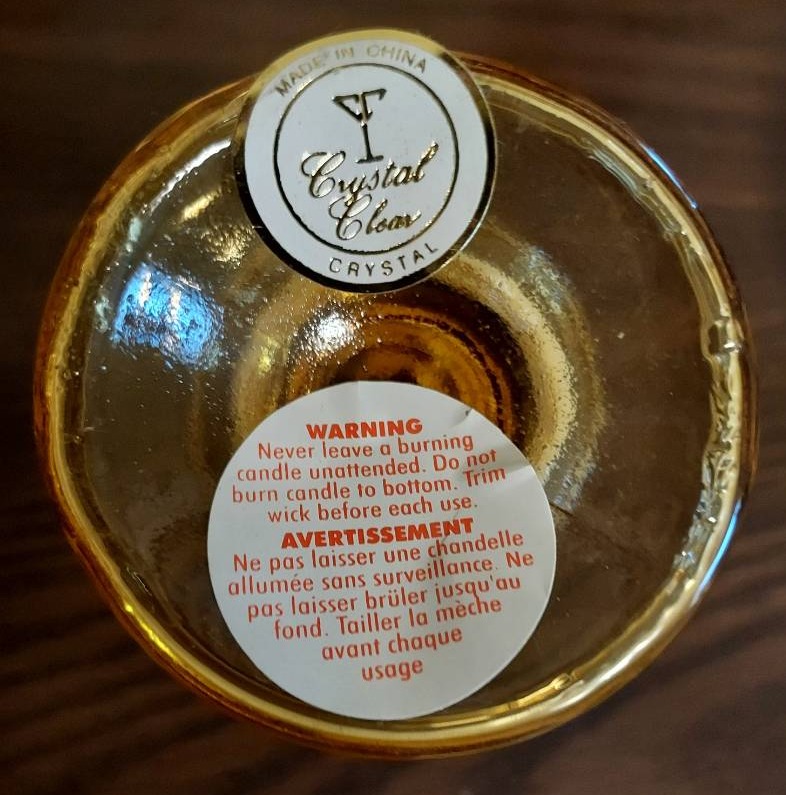 MADE IN CHINA
Crystal
Clear
CRYSTAL
WARNING
Never leave a burning
candle unattended. Do not
burn candle to bottom. Trim
wick before each use.
AVERTISSEMENT
Ne pas laisser une chandelle
allumée sans surveillance. Ne
pas laisser brüler jusqu'au
fond. Tailler la mèche
avant chaque
usage